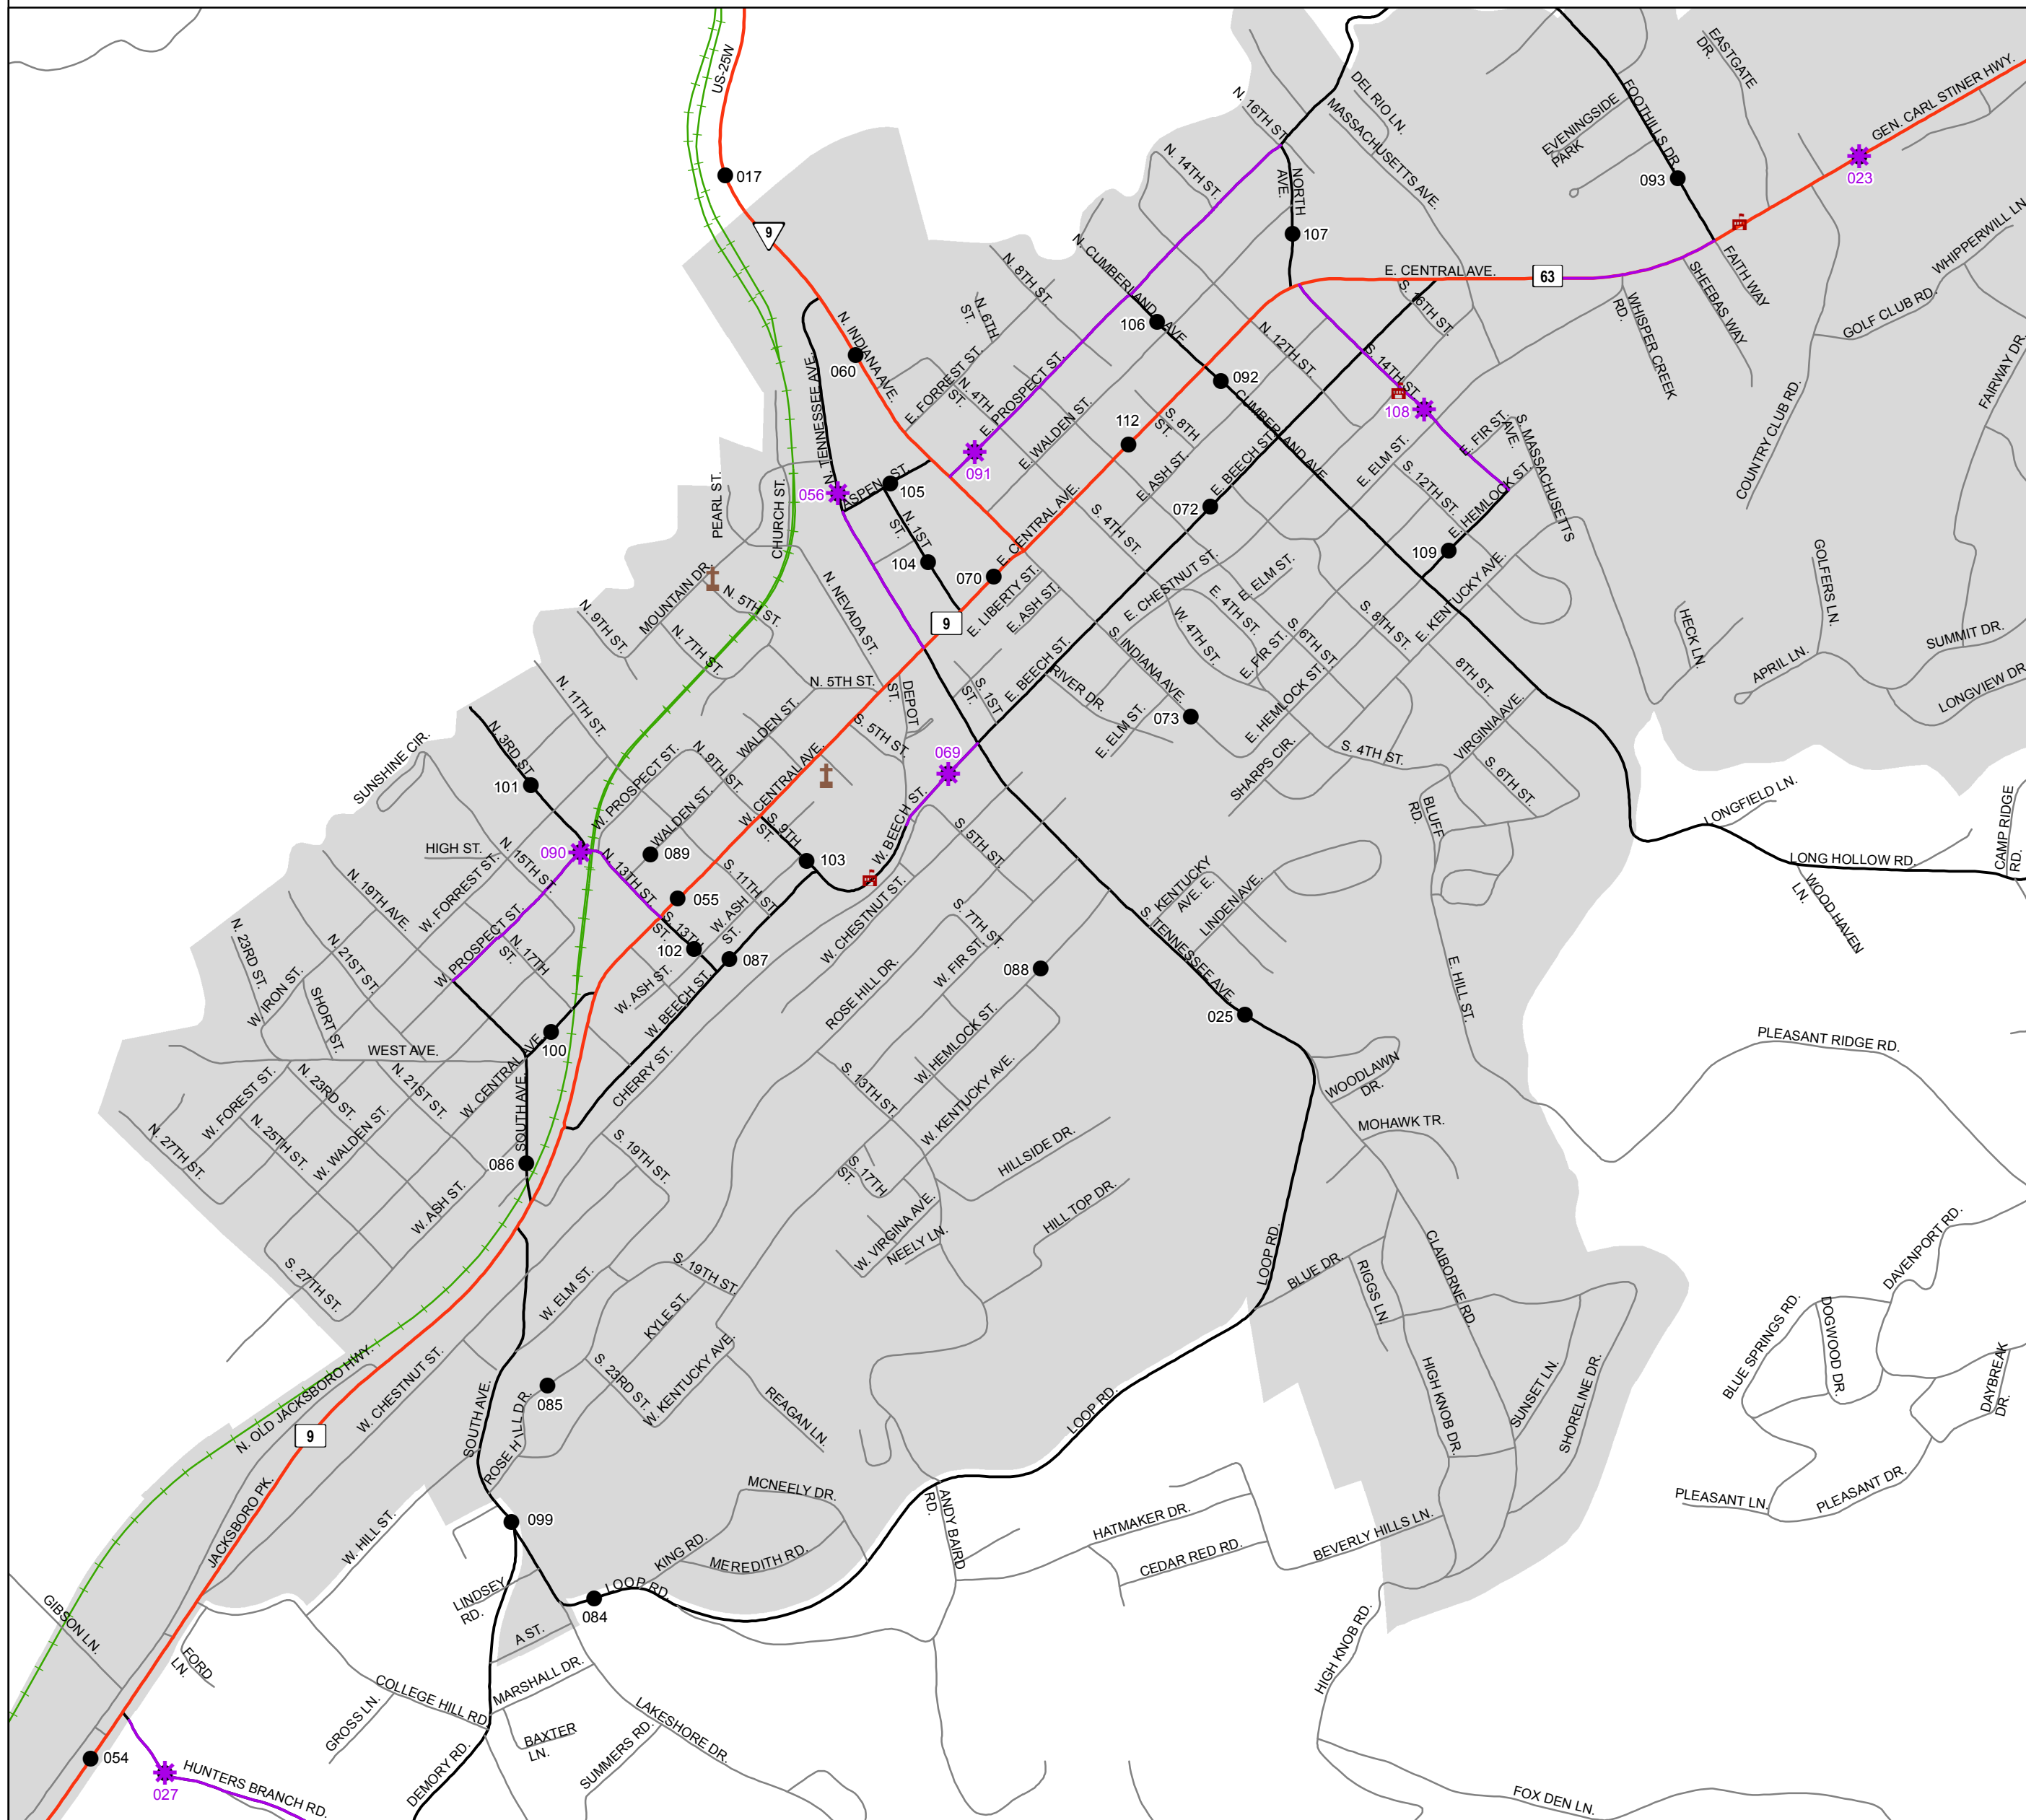 US-25W
017
9
N. INDIANA AVE.
060
N. TENNESSEE AVE.
056
ASPEN ST.
105
N. 1ST
ST.
104
070
9
PEARL ST.
CHURCH ST.
MOUNTAIN DR.
N. 5TH ST.
N. 7TH ST.
N. 9TH ST.
N. 11TH ST.
N. NEVADA ST.
N. 5TH ST.
DEPOT
ST.
N. 16TH ST.
N. 14TH ST.
DEL RIO LN.
MASSACHUSETTS AVE.
NORTH
AVE.
107
N. CUMBERLAND AVE
106
N. 8TH ST.
N. 6TH
ST.
E. FORREST ST.
N. 4TH
ST.
E. PROSPECT ST.
091
E. WALDEN ST.
112
092
N. 12TH ST.
CUMBERLAND AVE
S. 8TH
ST.
E. ASH ST.
E. BEECH ST.
072
E. CENTRAL AVE.
E. CENTRAL AVE.
63
S. 16TH ST.
S. 14TH ST.
108
E. FIR ST.
AVE.
S. MASSACHUSETTS
E. ELM ST.
S. 12TH ST.
E. HEMLOCK ST.
109
E. KENTUCKY AVE.
EVENINGSIDE
PARK
FOOTHILLS DR.
093
EASTGATE
DR.
GEN. CARL STINER HWY.
023
FAITH WAY
SHEEBAS WAY
WHISPER CREEK
RD.
WHIPPERWILL LN.
GOLF CLUB RD.
FAIRWAY DR.
COUNTRY CLUB RD.
GOLFERS LN.
HECK LN.
APRIL LN.
SUMMIT DR.
LONGVIEW DR.
S. 4TH ST.
E. LIBERTY ST.
E. ASH ST.
E. CHESTNUT ST.
E. ELM ST.
E. 4TH ST.
W. 4TH ST.
E. FIR ST.
S. 6TH ST.
S. 8TH ST.
8TH ST.
S. INDIANA AVE.
073
E. HEMLOCK ST.
E. BEECH ST.
RIVER DR.
E. ELM ST.
S. 1ST
ST.
SHARPS CIR.
S. 4TH ST.
VIRGINIA AVE.
S. 6TH ST.
BLUFF
RD.
LONGFIELD LN.
LONG HOLLOW RD.
CAMP RIDGE
RD.
WOOD HAVEN
LN.
N. 3RD ST.
101
SUNSHINE CIR.
W. PROSPECT ST.
N. 9TH ST.
WALDEN ST.
WALDEN ST.
W. CENTRAL AVE.
S. 5TH ST.
069
W. BEECH ST.
S. 9TH
ST.
103
S. 5TH ST.
090
089
N. 13TH ST.
055
S. 11TH ST.
W. ASH
ST.
S. 13TH
ST.
102
087
HIGH ST.
N. 15TH ST.
N. 19TH AVE.
W. FORREST ST.
W. PROSPECT ST.
N. 17TH
ST.
N. 23RD ST.
N. 21ST ST.
W. IRON ST.
SHORT ST.
WEST AVE.
W. CENTRAL AVE.
100
W. ASH ST.
W. BEECH ST.
CHERRY ST.
W. CHESTNUT ST.
S. 7TH ST.
W. FIR ST.
088
ROSE HILL DR.
W. HEMLOCK ST.
W. KENTUCKY AVE.
KENTUCKY
AVE. E.
LINDEN AVE.
S. TENNESSEE AVE.
025
E. HILL ST.
PLEASANT RIDGE RD.
WOODLAWN
DR.
MOHAWK TR.
W. FOREST ST.
N. 23RD ST.
N. 21ST ST.
N. 25TH ST.
W. WALDEN ST.
N. 27TH ST.
SOUTH AVE.
086
W. ASH ST.
S. 27TH ST.
S. 19TH ST.
S. 13TH ST.
S. 17TH
ST.
HILLSIDE DR.
HILL TOP DR.
W. VIRGINA AVE.
NEELY LN.
S. 19TH ST.
W. ELM ST.
KYLE ST.
S. 23RD ST.
W. KENTUCKY AVE.
REAGAN LN.
085
ROSE HILL DR.
SOUTH AVE.
LOOP RD.
BLUE DR.
RIGGS LN.
CLAIBORNE RD.
HIGH KNOB DR.
SUNSET LN.
SHORELINE DR.
DAVENPORT RD.
BLUE SPRINGS RD.
DOGWOOD DR.
DAYBREAK
DR.
PLEASANT LN.
PLEASANT DR.
N. OLD JACKSBORO HWY.
9
W. CHESTNUT ST.
JACKSBORO PK.
W. HILL ST.
099
MCNEELY DR.
KING RD.
MEREDITH RD.
LOOP RD.
084
LOOP RD.
ANDY BAIRD
RD.
HATMAKER DR.
CEDAR RED RD.
BEVERLY HILLS LN.
HIGH KNOB RD.
FOX DEN LN.
LINDSEY
RD.
A ST.
MARSHALL DR.
BAXTER
LN.
SUMMERS RD.
LAKESHORE DR.
DEMORY RD.
COLLEGE HILL RD.
GROSS LN.
GIBSON LN.
FORD
LN.
054
027
HUNTERS BRANCH RD.